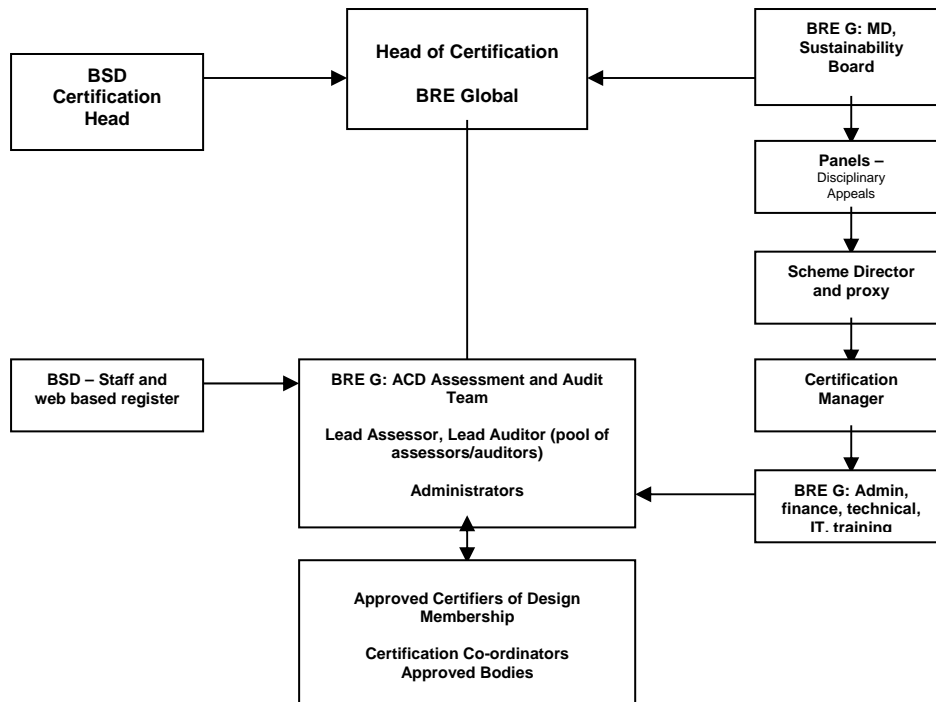 BSD
Certification
Head
Head of Certification
BRE Global
BRE G: MD,
Sustainability
Board
Panels –
Disciplinary
Appeals
Scheme Director
and proxy
BSD – Staff and
web based register
BRE G: ACD Assessment and Audit
Team
Lead Assessor, Lead Auditor (pool of
assessors/auditors)
Administrators
Certification
Manager
BRE G: Admin,
finance, technical,
IT, training
Approved Certifiers of Design
Membership
Certification Co-ordinators
Approved Bodies